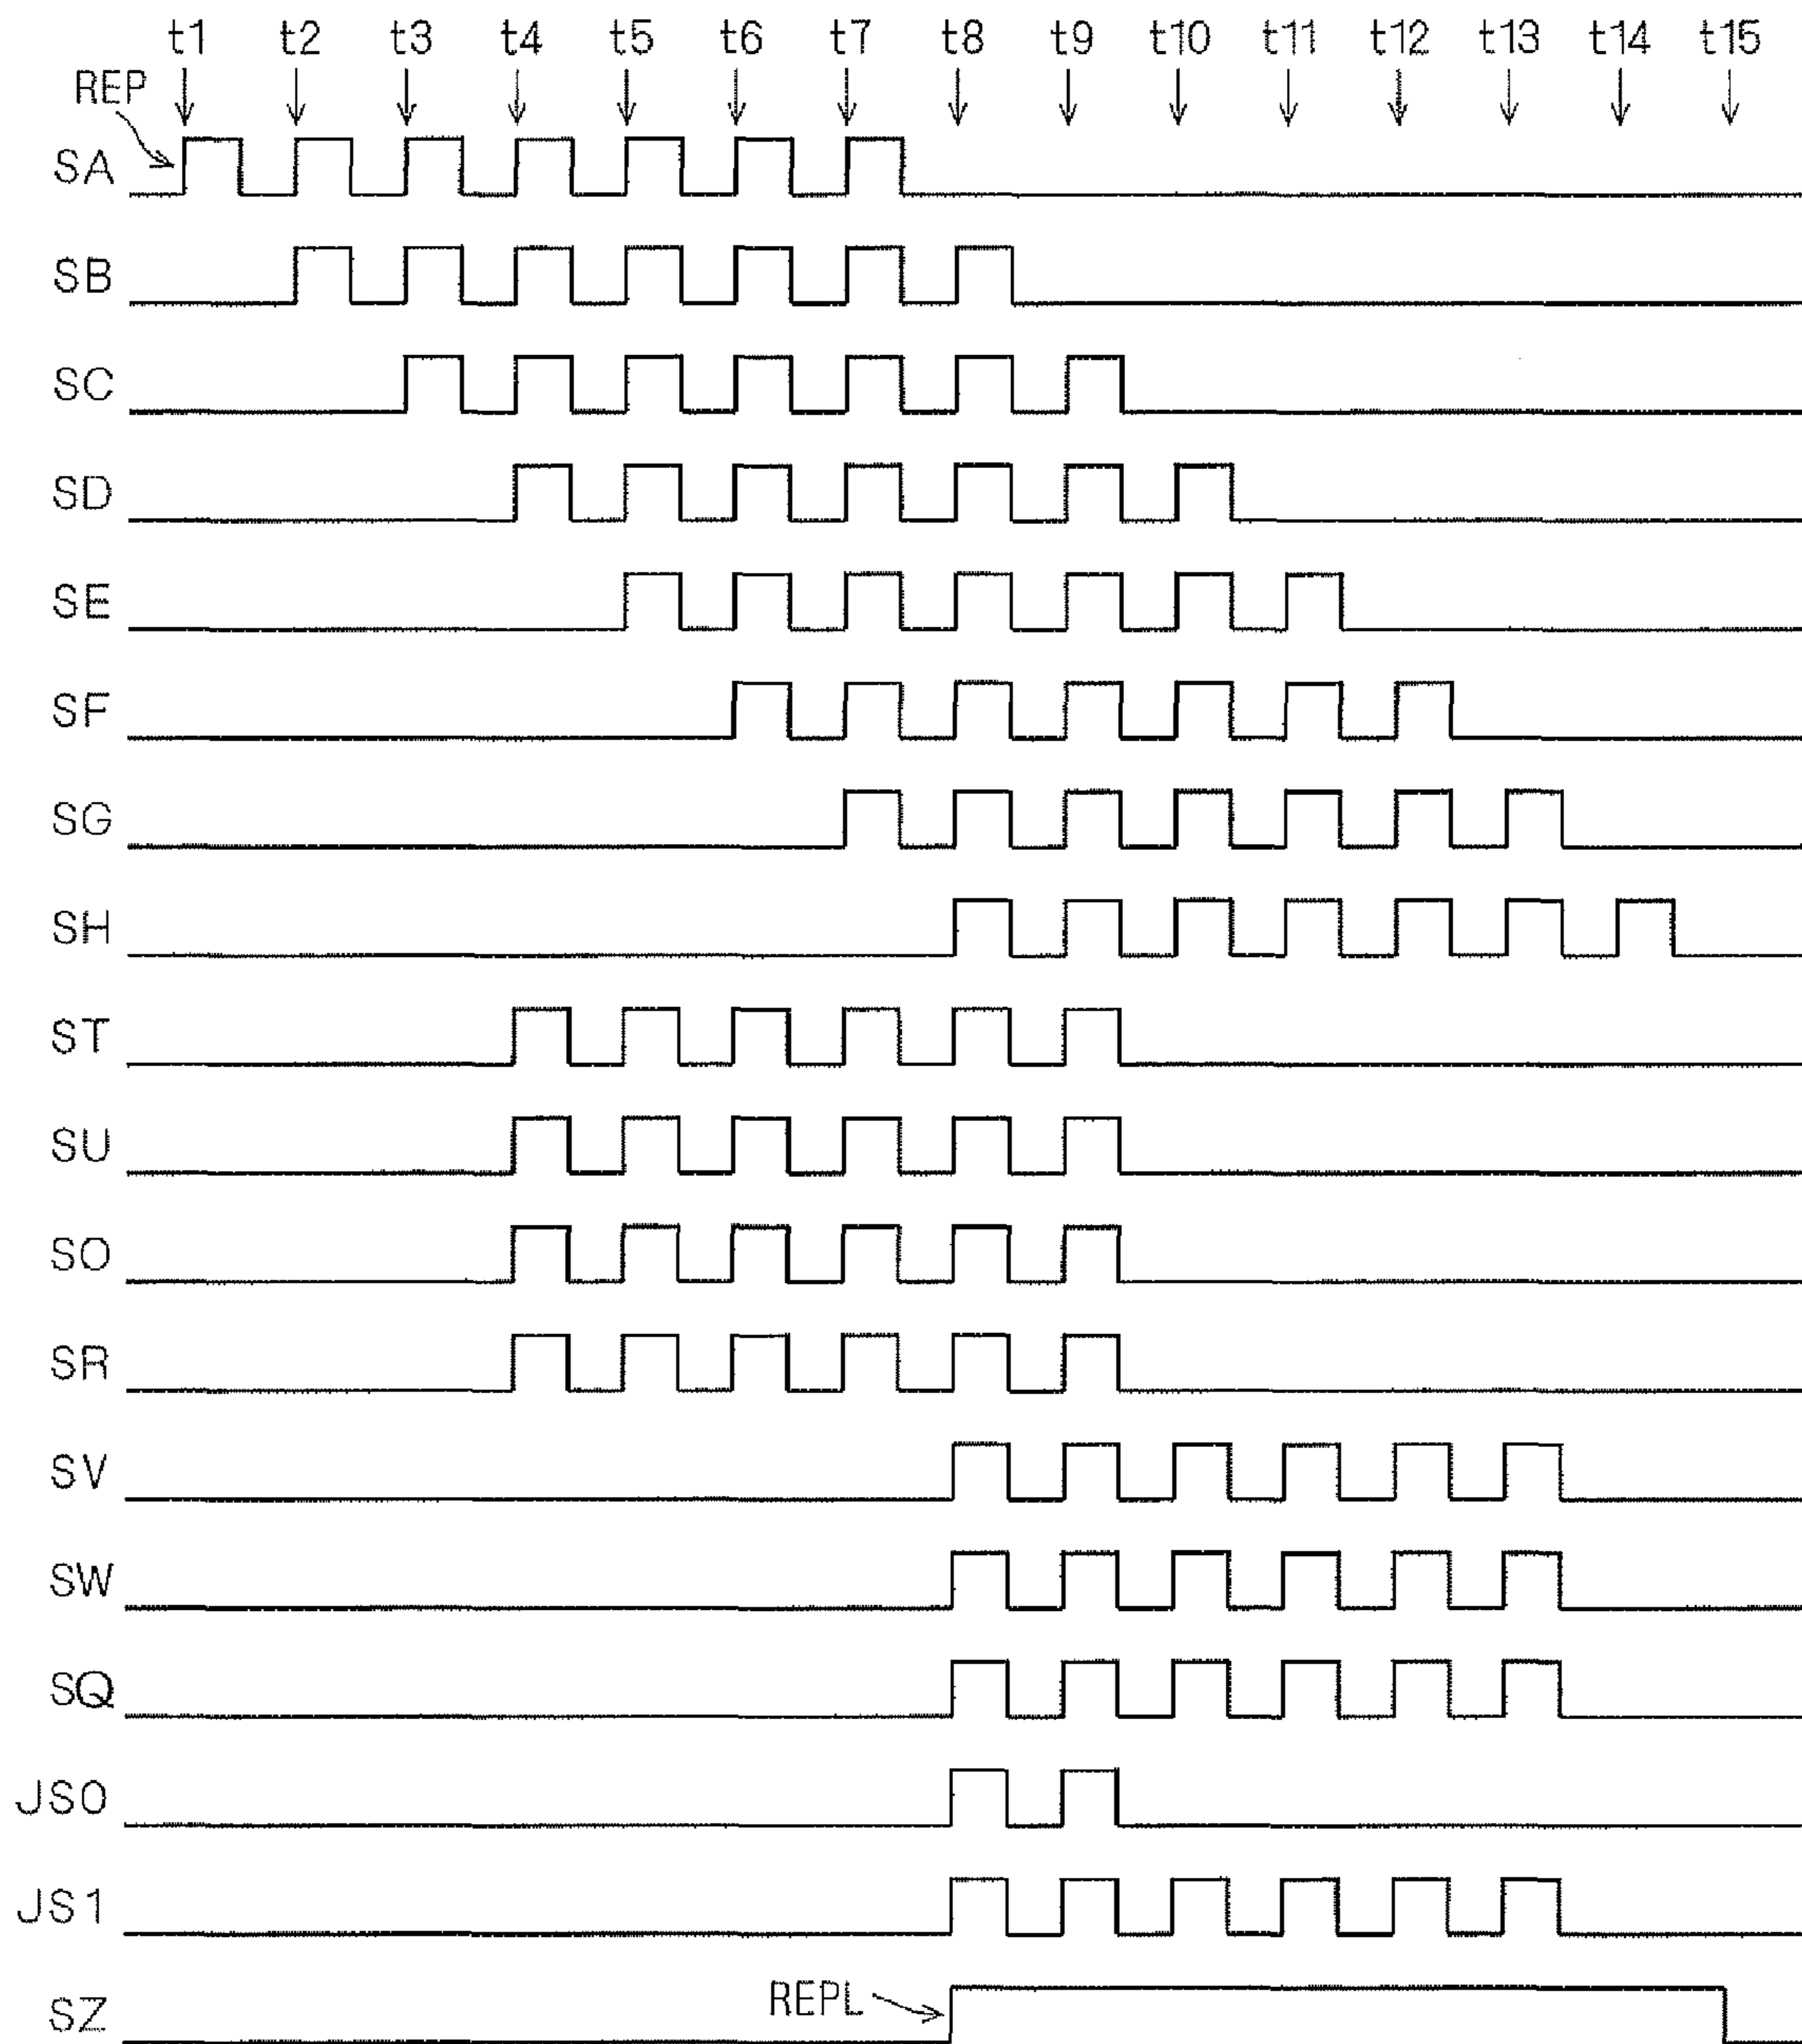 t1 t2 t3 t4 t5 t6 t7 t8 t9 t10 t11 t12 t13 t14 t15
REP
SA
SB
SC
SD
SE
SF
SG
SH
ST
SU
SO
SR
SV
SW
SQ
JS0
JS1
REPL
SZ